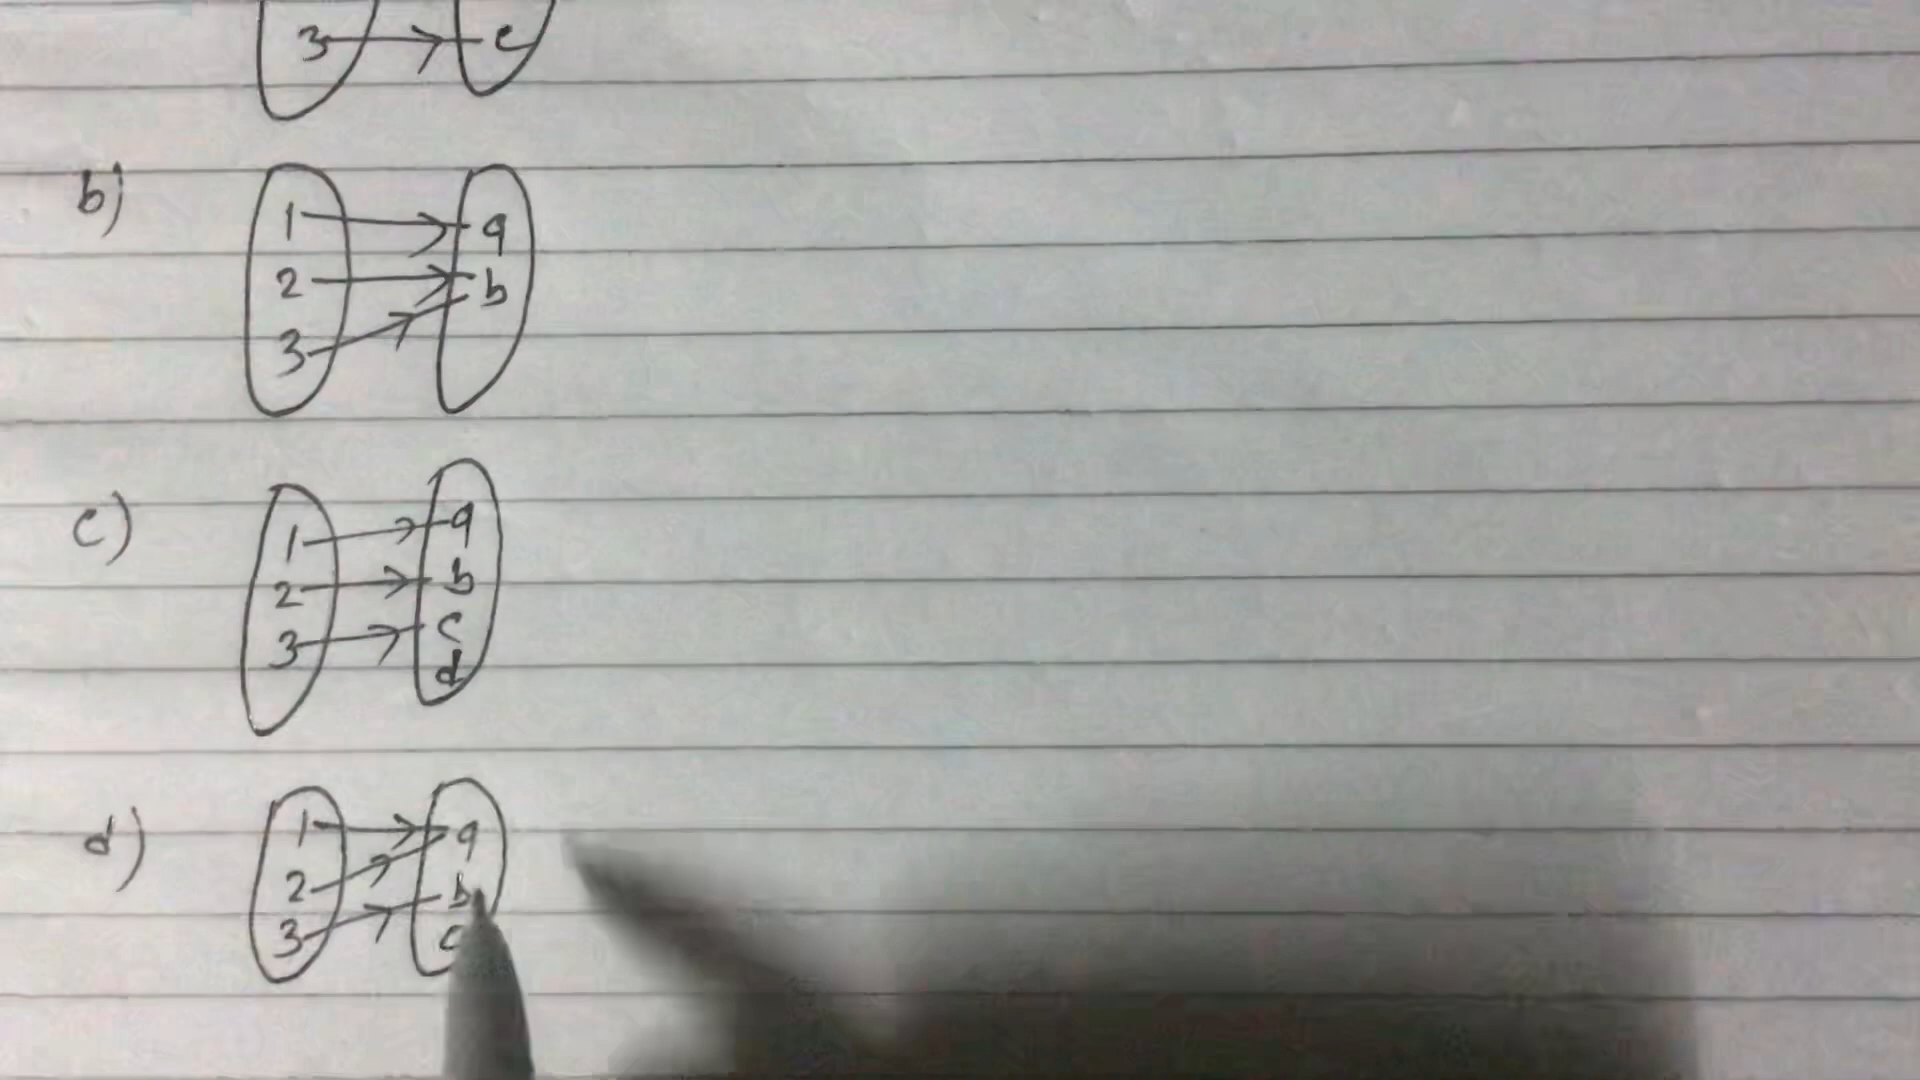 3 → c
b)
1 → a
2 → b
3
c)
1 → a
2 → b
3 → c
d
d)
1 → a
2
3 → b
c